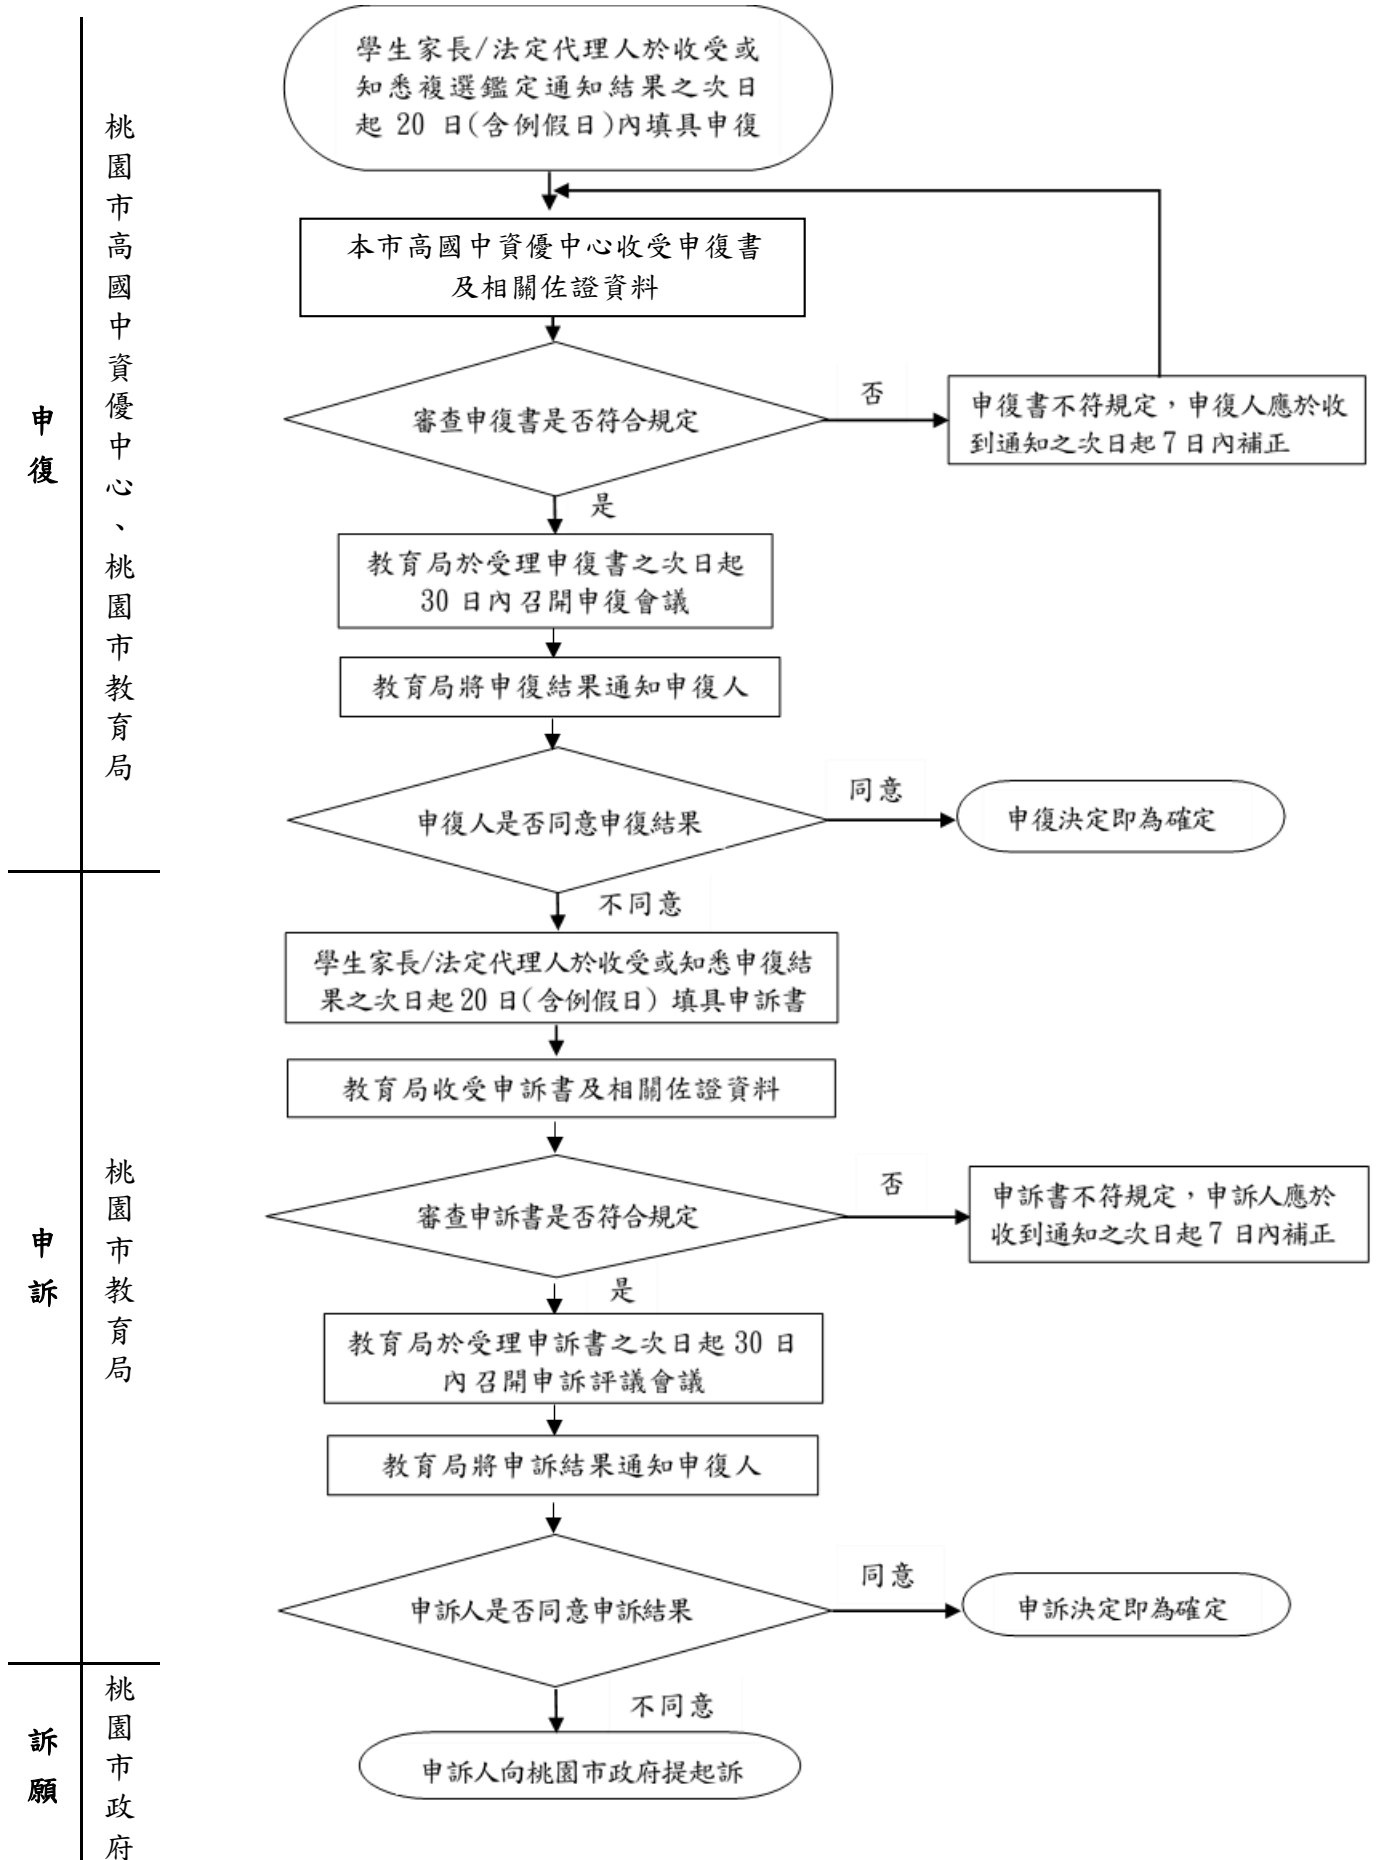 申復
桃園市高國中資優中心、桃園市教育局
學生家長/法定代理人於收受或
知悉複選鑑定通知結果之次日
起 20 日(含例假日)內填具申復
本市高國中資優中心收受申復書
及相關佐證資料
審查申復書是否符合規定
否
申復書不符規定，申復人應於收
到通知之次日起 7 日內補正
是
教育局於受理申復書之次日起
30 日內召開申復會議
教育局將申復結果通知申復人
申復人是否同意申復結果
同意
申復決定即為確定
不同意
申訴
桃園市教育局
學生家長/法定代理人於收受或知悉申復結
果之次日起 20 日(含例假日) 填具申訴書
教育局收受申訴書及相關佐證資料
審查申訴書是否符合規定
否
申訴書不符規定，申訴人應於
收到通知之次日起 7 日內補正
是
教育局於受理申訴書之次日起 30 日
內召開申訴評議會議
教育局將申訴結果通知申復人
申訴人是否同意申訴結果
同意
申訴決定即為確定
不同意
訴願
桃園市政府
申訴人向桃園市政府提起訴